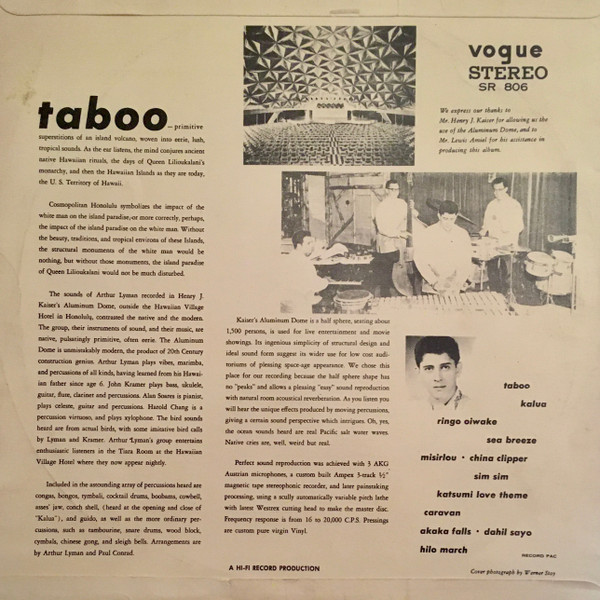 taboo — primitive
superstitions of an island volcano, woven into eerie, lush,
tropical sounds. As the ear listens, the mind conjures ancient
native Hawaiian rituals, the days of Queen Lilioukalani's
monarchy, and then the Hawaiian Islands as they are today,
the U. S. Territory of Hawaii.
Cosmopolitan Honolulu symbolizes the impact of the
white man on the island paradise,-or more correctly, perhaps,
the impact of the island paradise on the white man. Without
the beauty, traditions, and tropical environs of these Islands,
the structural monuments of the white man would be
nothing, but without those monuments, the island paradise
of Queen Lilioukalani would not be much disturbed.
The sounds of Arthur Lyman recorded in Henry J.
Kaiser's Aluminum Dome, outside the Hawaiian Village
Hotel in Honolulu, contrasted the native and the modern.
The group, their instruments of sound, and their music, are
native, pulsatingly primitive, often eerie. The Aluminum
Dome is unmistakably modern, the product of 20th Century
construction genius. Arthur Lyman plays vibes, marimba,
and percussions of all kinds, having learned from his Hawai-
ian father since age 6. John Kramer plays bass, ukulele,
guitar, flute, clarinet and percussions. Alan Soares is pianist,
plays celeste, guitar and percussions. Harold Chang is a
percussion virtuoso, and plays xylophone. The bird sounds
heard are from actual birds, with some imitative bird calls
by Lyman and Kramer. Arthur Lyman's group entertains
enthusiastic listeners in the Tiara Room at the Hawaiian
Village Hotel where they now appear nightly.
Included in the astounding array of percussions heard are
congas, bongos, tymbali, cocktail drums, boobams, cowbell,
asses' jaw, conch shell, (heard at the opening and close of
"Kalua"), and guido, as well as the more ordinary per-
cussions, such as tambourine, snare drums, wood block,
cymbals, chinese gong, and sleigh bells. Arrangements are
by Arthur Lyman and Paul Conrad.
vogue
STEREO
SR 806
We express our thanks to
Mr. Henry J. Kaiser for allowing us the
use of the Aluminum Dome, and to
Mr. Lewis Amiel for his assistance in
producing this album.
Kaiser's Aluminum Dome is a half sphere, seating about
1,500 persons, is used for live entertainment and movie
showings. Its ingenious simplicity of structural design and
ideal sound form suggest its wider use for low cost audi-
toriums of pleasing space-age appearance. We chose this
place for our recording because the half sphere shape has
no "peaks" and allows a pleasing "easy" sound reproduction
with natural room acoustical reverberation. As you listen you
will hear the unique effects produced by moving percussions,
giving a certain sound perspective which intrigues. Oh, yes,
the ocean sounds heard are real Pacific salt water waves.
Native cries are, well, weird but real.
Perfect sound reproduction was achieved with 3 AKG
Austrian microphones, a custom built Ampex 3-track ½"
magnetic tape stereophonic recorder, and later painstaking
processing, using a scully automatically variable pitch lathe
with latest Westrex cutting head to make the master disc.
Frequency response is from 16 to 20,000 C.P.S. Pressings
are custom pure virgin Vinyl.
taboo
kalua
ringo oiwake
sea breeze
misirlou • china clipper
sim sim
katsumi love theme
caravan
akaka falls • dahil sayo
hilo march
RECORD PAC
A HI-FI RECORD PRODUCTION
Cover photograph by Werner Stoy